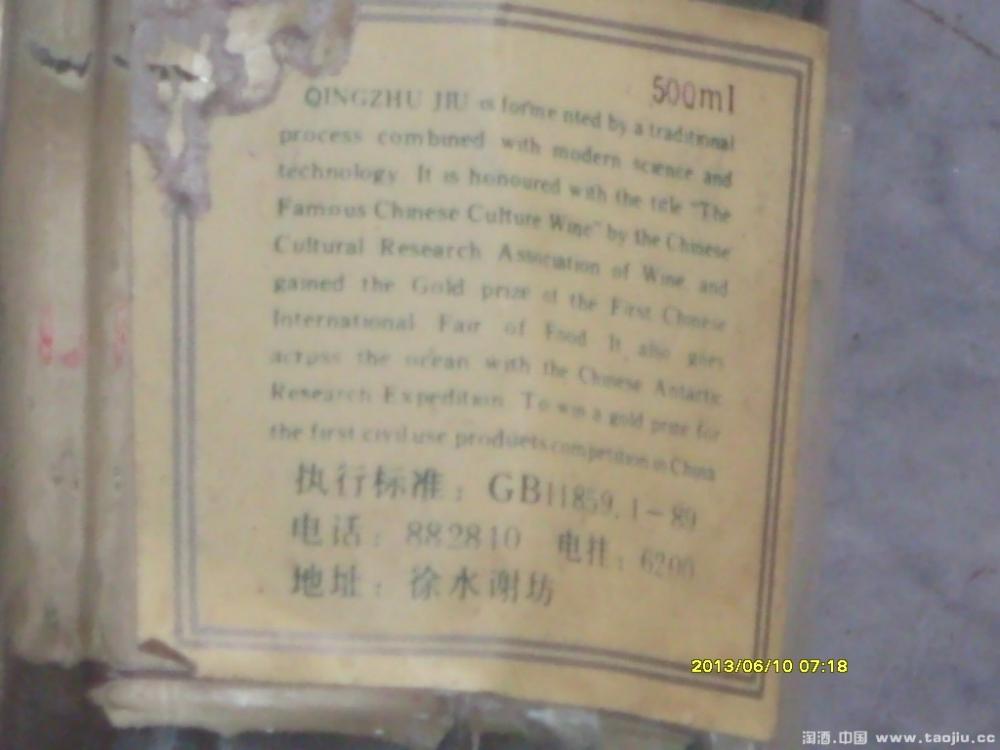 500ml
QINGZHU JIU is formented by a traditional
process combined with modern science and
technology. It is honoured with the tele "The
Famous Chinese Culture Wine" by the Chinese
Cultural Research Association of Wine and
gained the Gold prize of the First Chinese
International Fair of Food It also goes
across the ocean with the Chinese Antartic
Research Expedition. To win a gold prize for
the first civil use products competition in China
执行标准：GB11859.1-89
电话：882810 电挂：6200
地址：徐水谢坊
2013/06/10 07:18
淘酒.中国 www.taojiu.cc